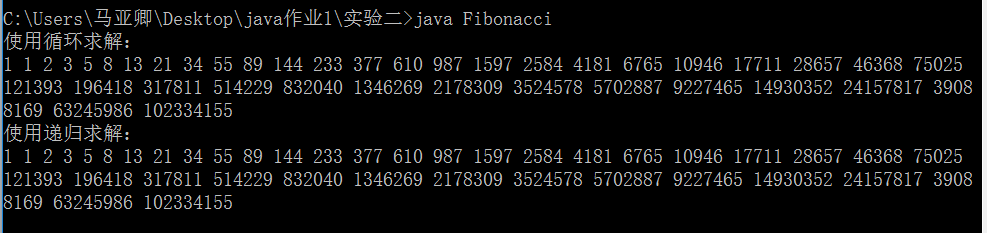 C:\Users\马亚卿\Desktop\java作业1\实验二>java Fibonacci
使用循环求解:
1 1 2 3 5 8 13 21 34 55 89 144 233 377 610 987 1597 2584 4181 6765 10946 17711 28657 46368 75025
121393 196418 317811 514229 832040 1346269 2178309 3524578 5702887 9227465 14930352 24157817 3908
8169 63245986 102334155
使用递归求解:
1 1 2 3 5 8 13 21 34 55 89 144 233 377 610 987 1597 2584 4181 6765 10946 17711 28657 46368 75025
121393 196418 317811 514229 832040 1346269 2178309 3524578 5702887 9227465 14930352 24157817 3908
8169 63245986 102334155